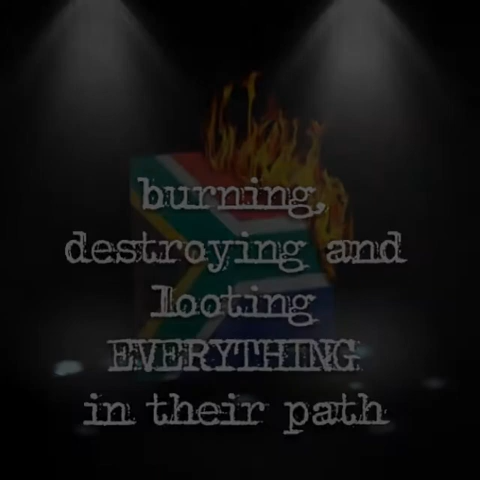 burning,
destroying and
looting
EVERYTHING
in their path